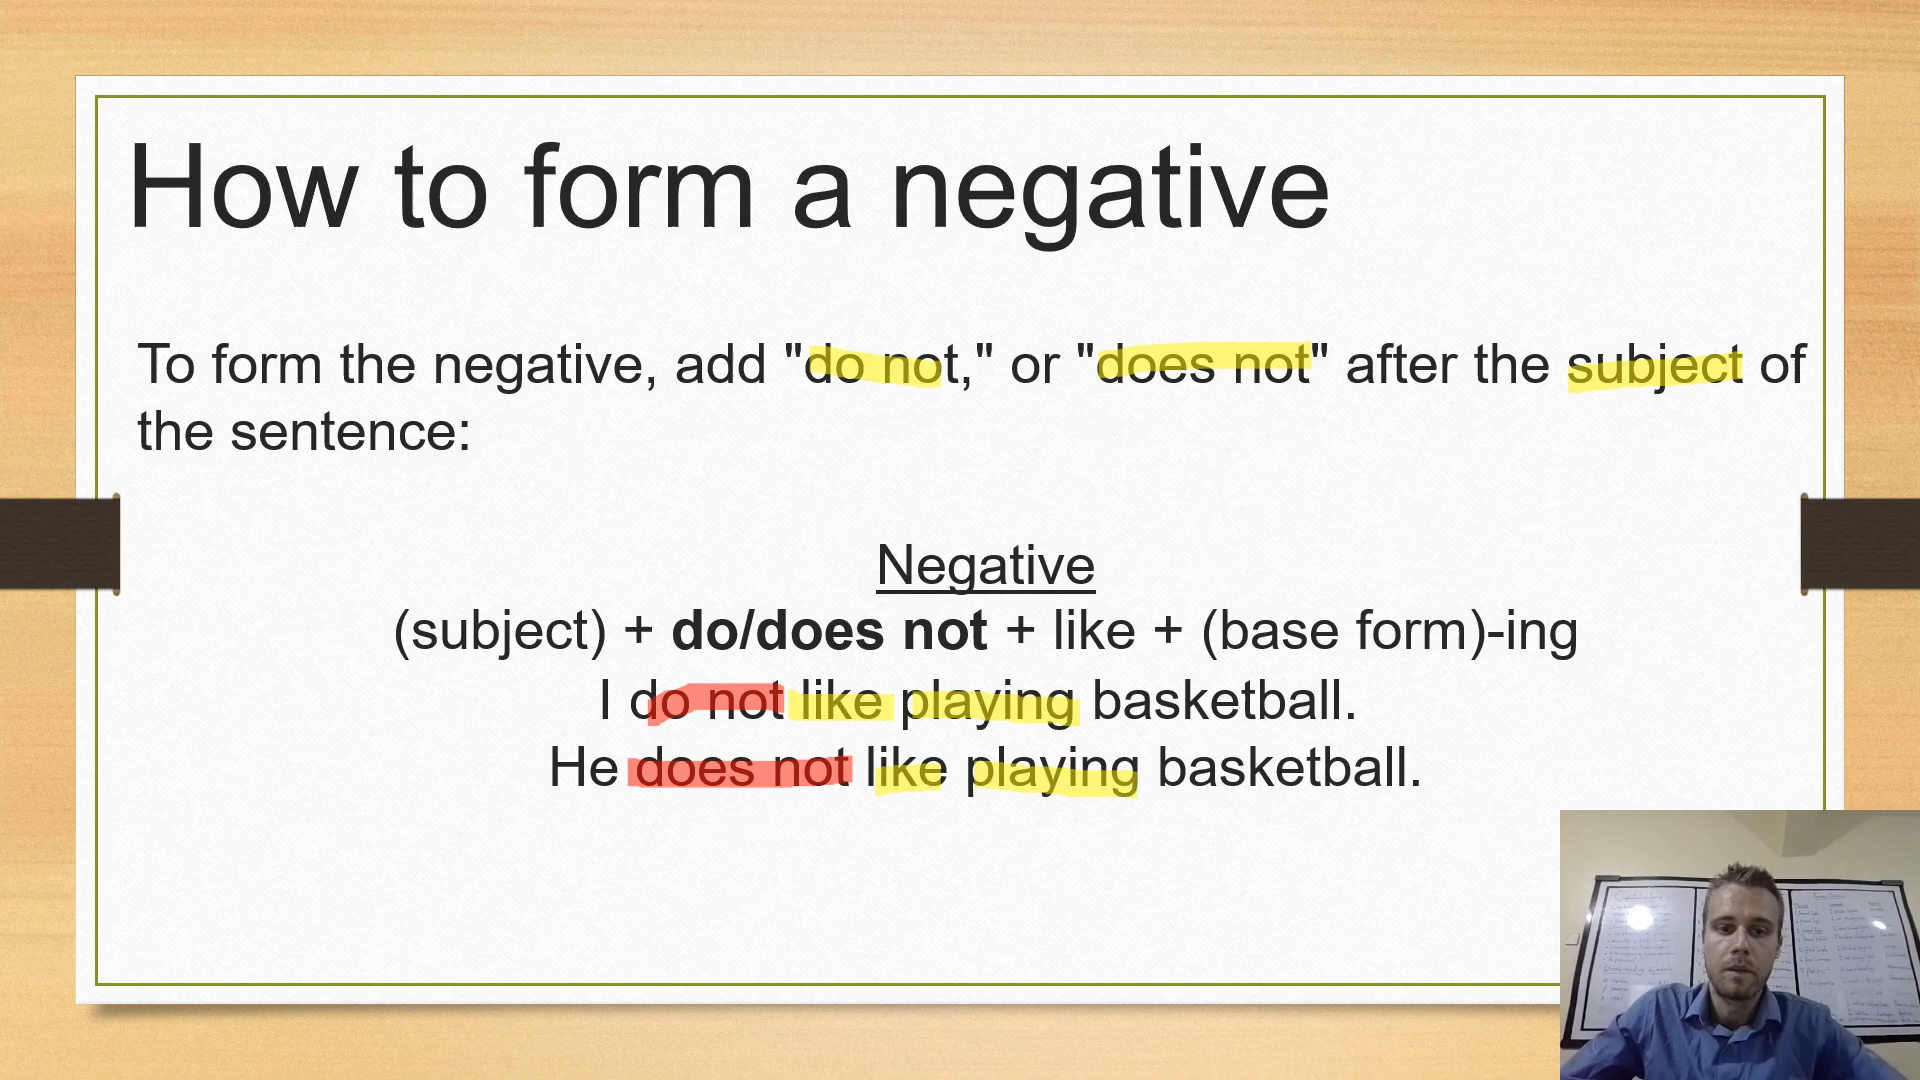 How to form a negative
To form the negative, add "do not," or "does not" after the subject of
the sentence:
Negative
(subject) + do/does not + like + (base form)-ing
I do not like playing basketball.
He does not like playing basketball.